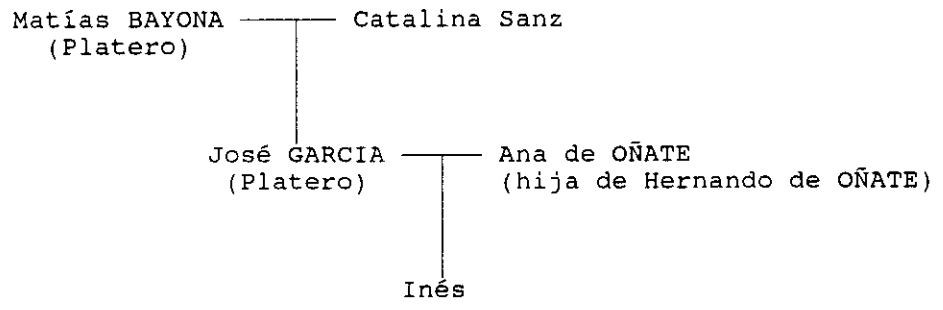 Matías BAYONA Catalina Sanz
(Platero)
José GARCIA Ana de OÑATE
(Platero) (hija de Hernando de OÑATE)
Inés